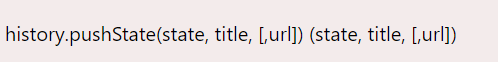 history.pushState(state, title, [,url]) (state, title, [,url])